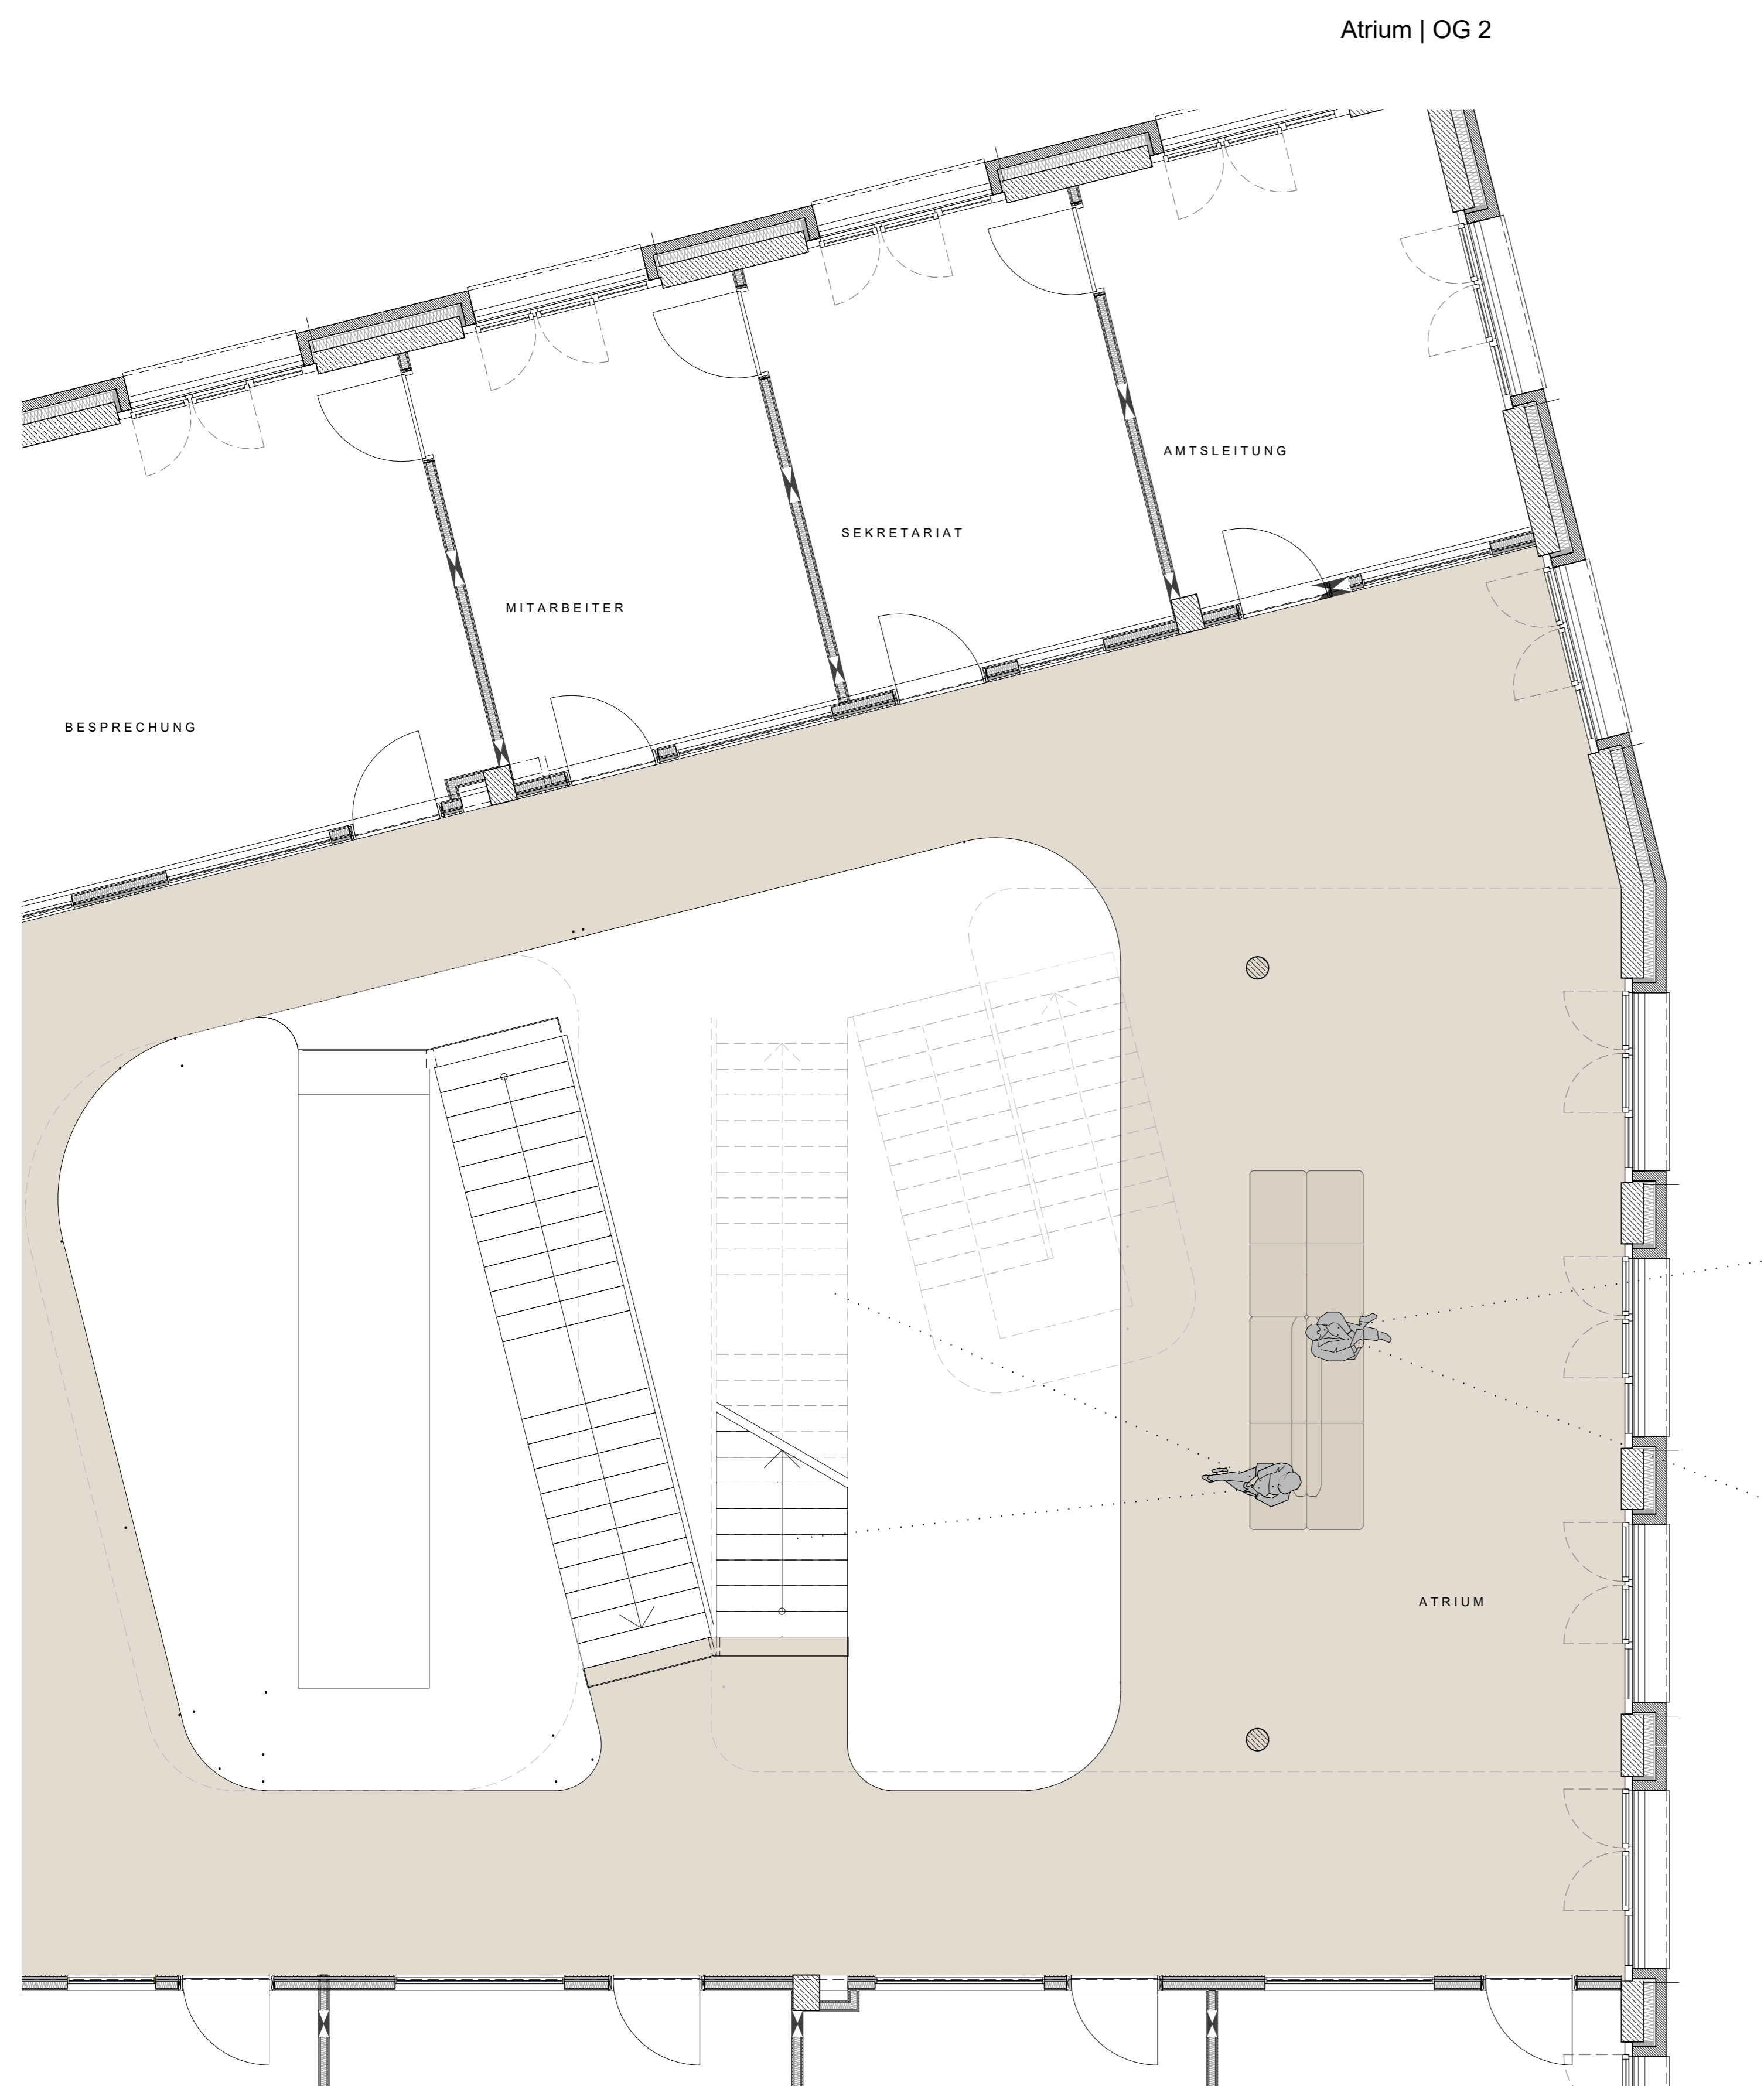 Atrium | OG 2
AMTSLEITUNG
SEKRETARIAT
MITARBEITER
BESPRECHUNG
ATRIUM